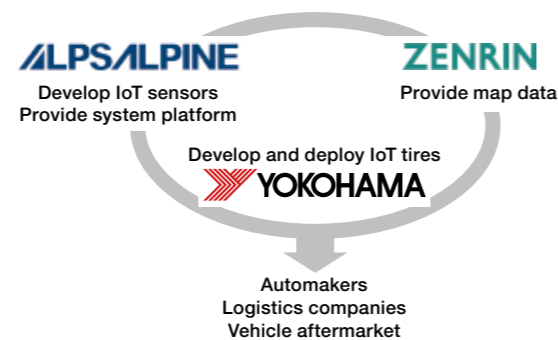 ALPSALPINE
Develop IoT sensors
Provide system platform
ZENRIN
Provide map data
Develop and deploy IoT tires
YOKOHAMA
Automakers
Logistics companies
Vehicle aftermarket